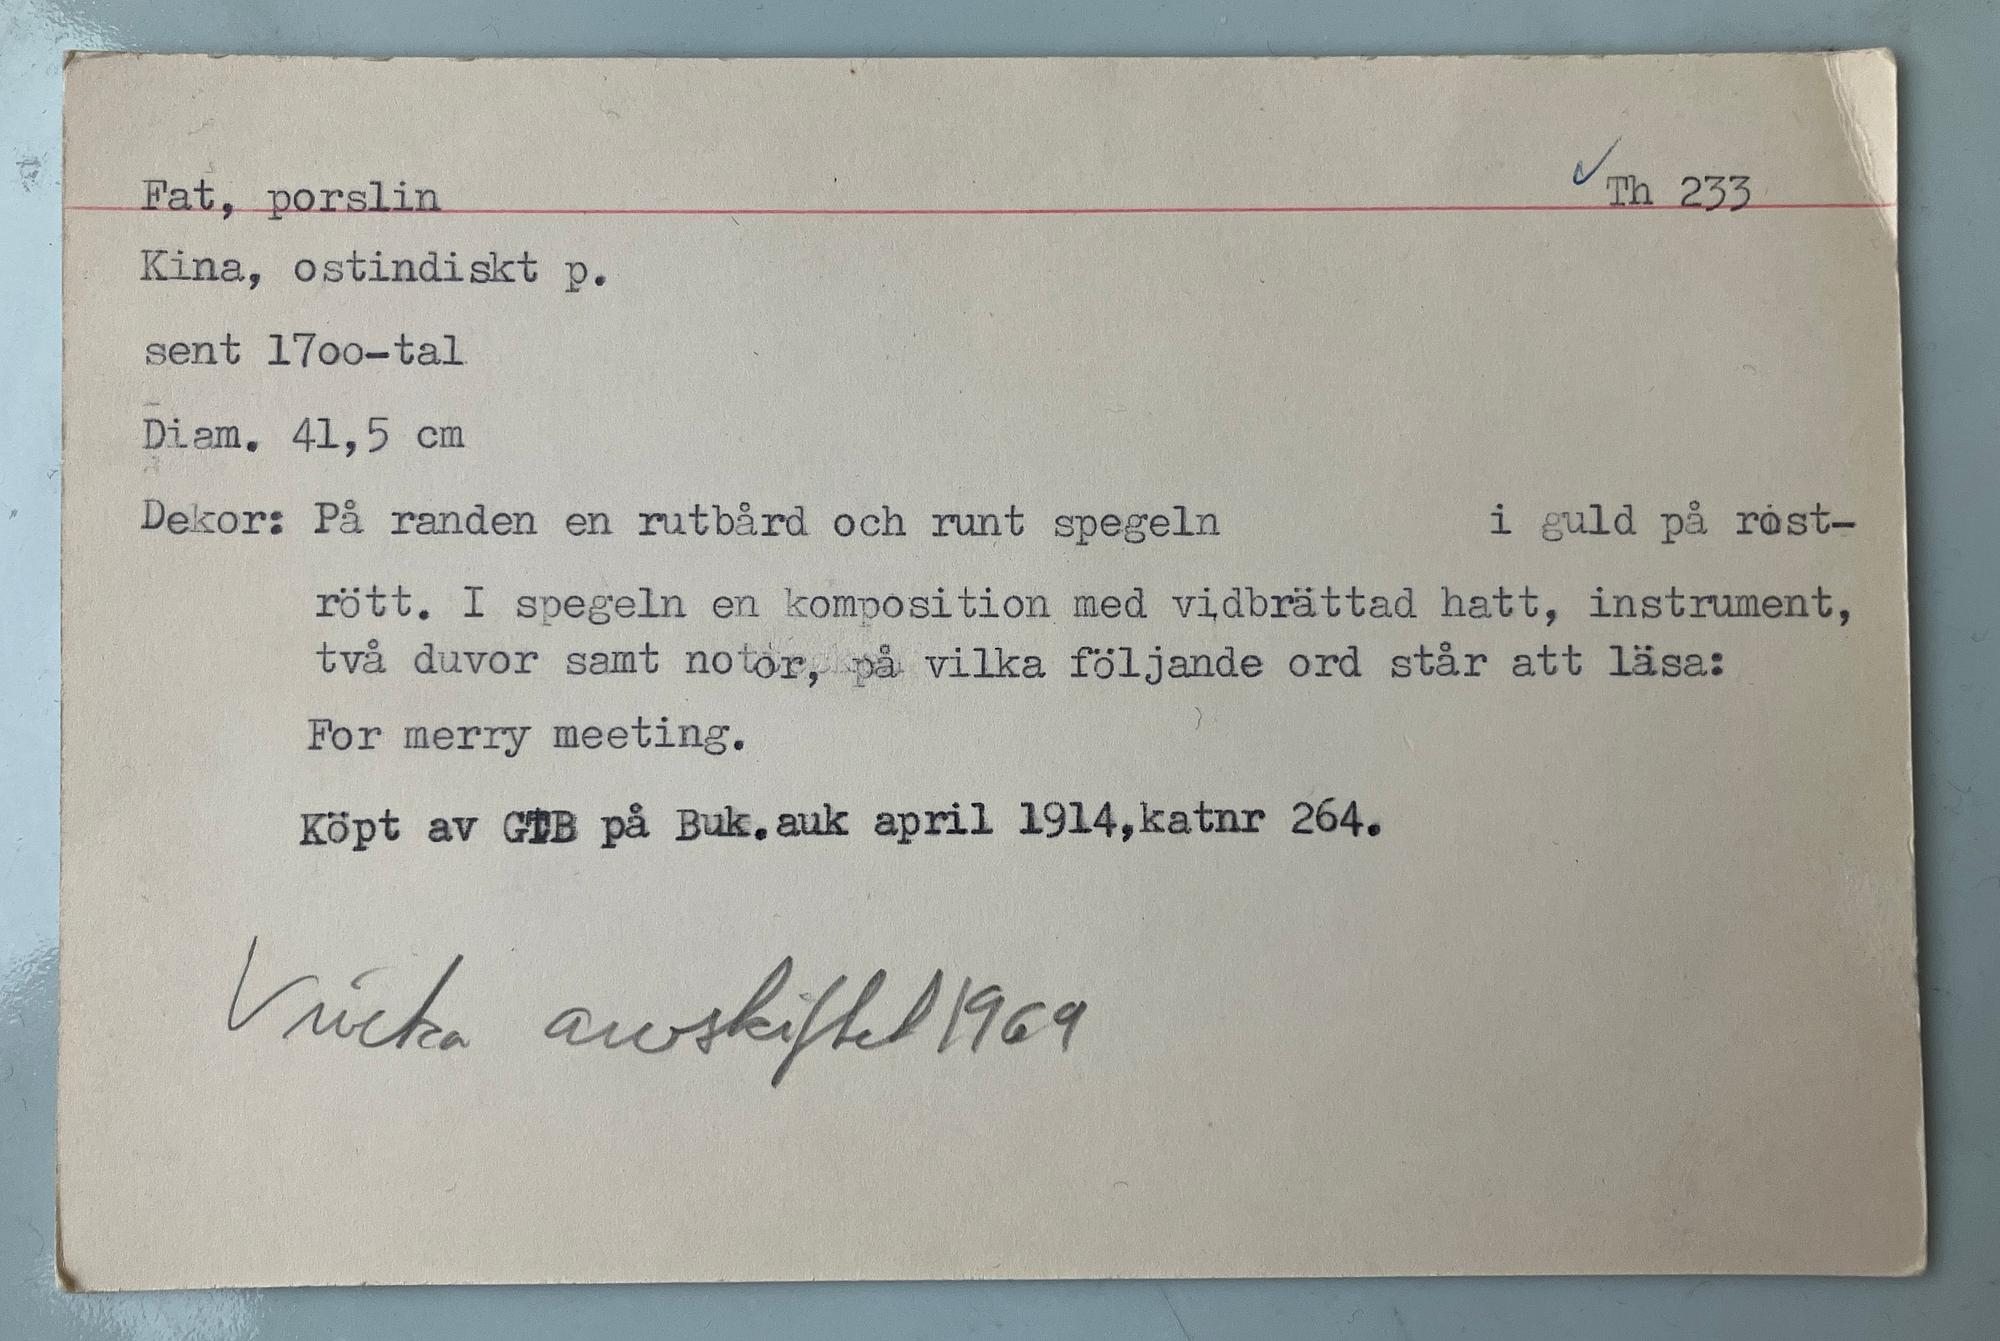 Fat, porslin Th 233
Kina, ostindiskt p.
sent 17oo-tal
Diam. 41,5 cm
Dekor: På randen en rutbård och runt spegeln i guld på rost-
rött. I spegeln en komposition med vidbrättad hatt, instrument,
två duvor samt notor, på vilka följande ord står att läsa:
For merry meeting.
Köpt av GTB på Buk.auk april 1914,katnr 264.
arvskiftet 1969